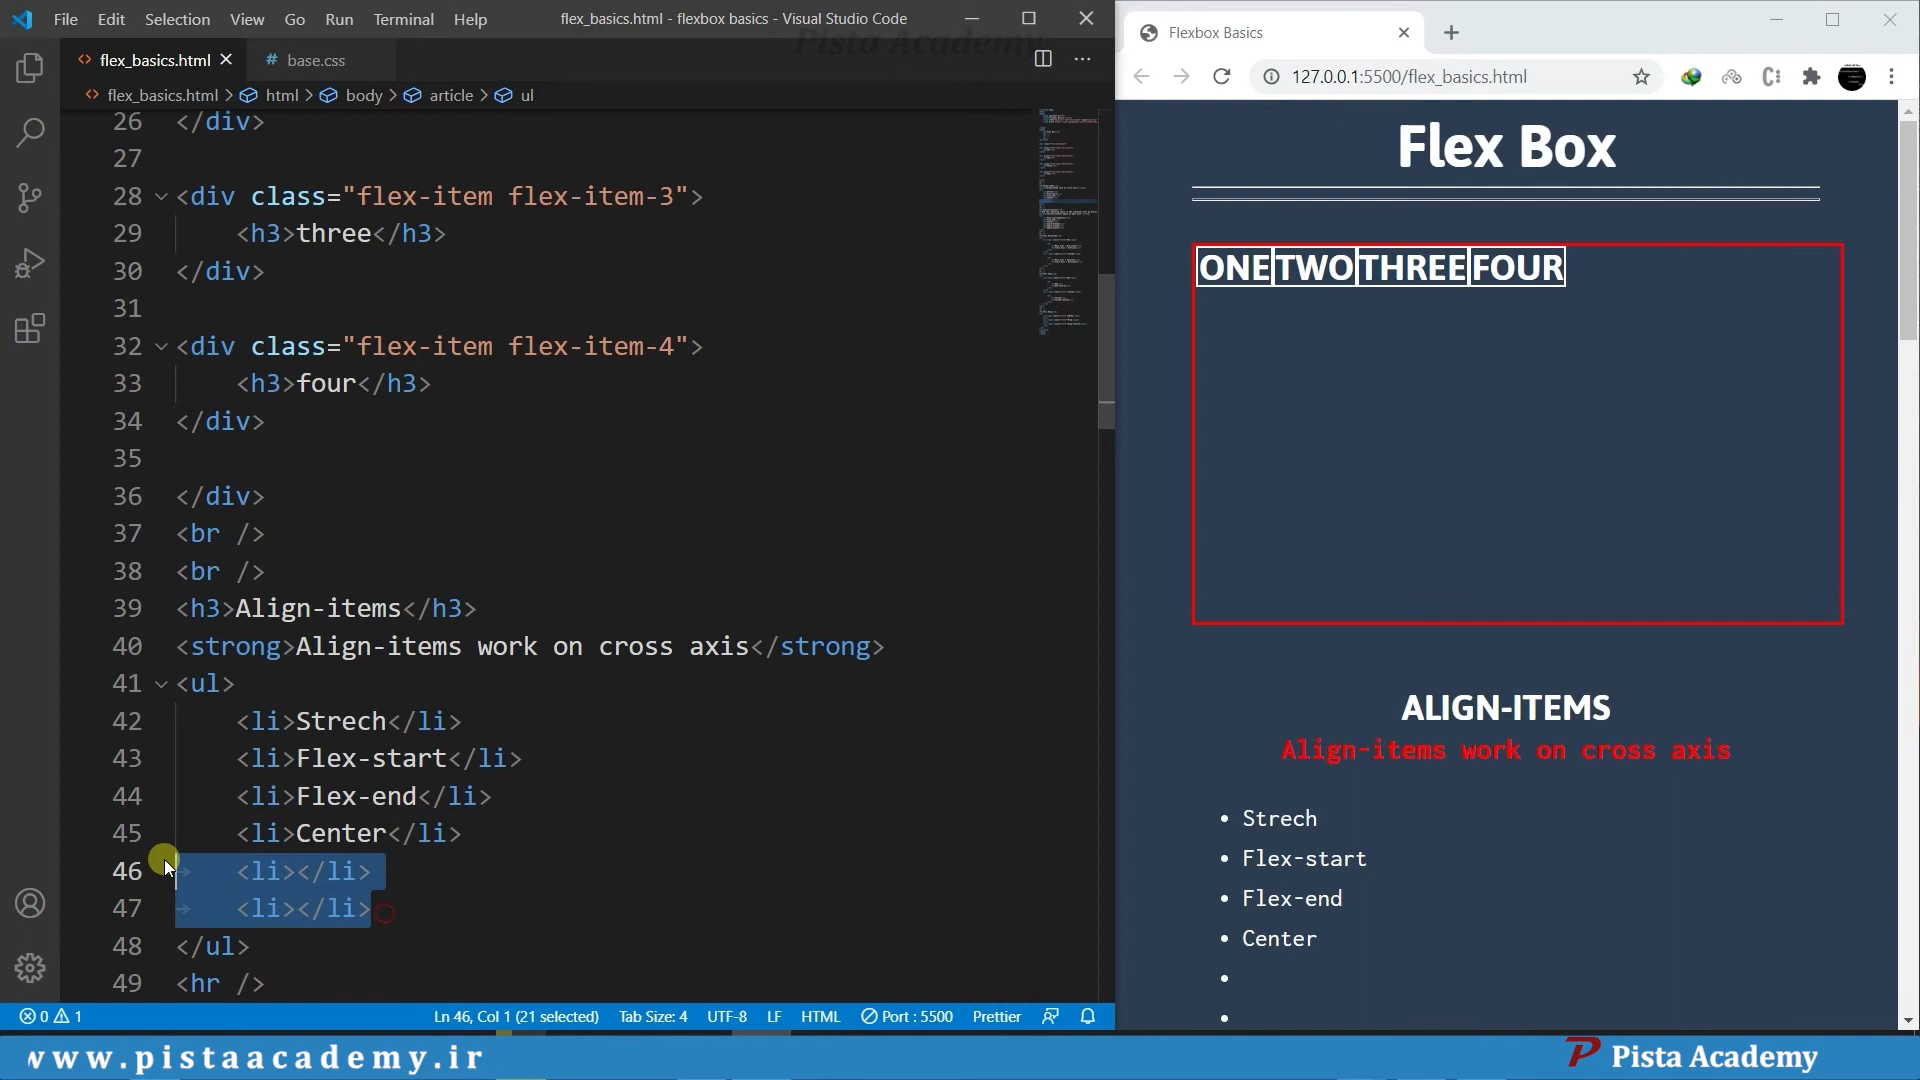 File Edit Selection View Go Run Terminal Help flex_basics.html - flexbox basics - Visual Studio Code
Pista Academy
flex_basics.html
# base.css
flex_basics.html > html > body > article > ul
26 </div>
27
28 <div class="flex-item flex-item-3">
29 <h3>three</h3>
30 </div>
31
32 <div class="flex-item flex-item-4">
33 <h3>four</h3>
34 </div>
35
36 </div>
37 <br />
38 <br />
39 <h3>Align-items</h3>
40 <strong>Align-items work on cross axis</strong>
41 <ul>
42 <li>Strech</li>
43 <li>Flex-start</li>
44 <li>Flex-end</li>
45 <li>Center</li>
46 <li></li>
47 <li></li>
48 </ul>
49 <hr />
0 1 Ln 46, Col 1 (21 selected) Tab Size: 4 UTF-8 LF HTML Port : 5500 Prettier
Flexbox Basics
127.0.0.1:5500/flex_basics.html
Flex Box
ONE TWO THREE FOUR
ALIGN-ITEMS
Align-items work on cross axis
• Strech
• Flex-start
• Flex-end
• Center
•
•
www.pistaacademy.ir
Pista Academy